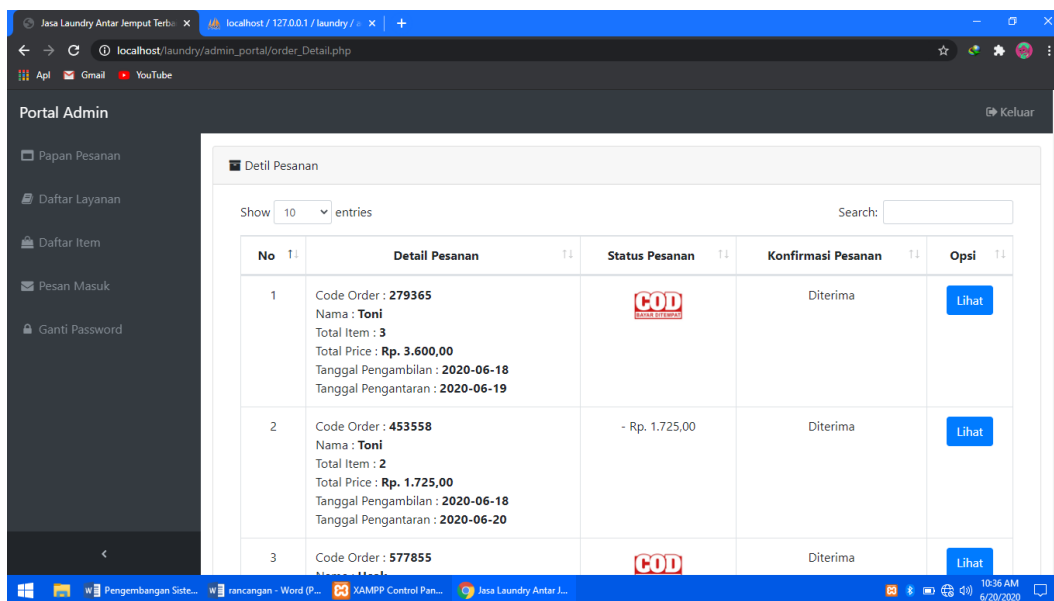 Jasa Laundry Antar Jemput Terba
localhost / 127.0.0.1 / laundry /
localhost/laundry/admin_portal/order_Detail.php
Apl Gmail YouTube
Portal Admin
Keluar
Papan Pesanan
Daftar Layanan
Daftar Item
Pesan Masuk
Ganti Password
Detil Pesanan
Show 10 entries
Search:
No Detail Pesanan Status Pesanan Konfirmasi Pesanan Opsi
1
Code Order : 279365
Nama : Toni
Total Item : 3
Total Price : Rp. 3.600,00
Tanggal Pengambilan : 2020-06-18
Tanggal Pengantaran : 2020-06-19
COD
BAYAR DITEMPAT
Diterima
Lihat
2
Code Order : 453558
Nama : Toni
Total Item : 2
Total Price : Rp. 1.725,00
Tanggal Pengambilan : 2020-06-18
Tanggal Pengantaran : 2020-06-20
- Rp. 1.725,00
Diterima
Lihat
3
Code Order : 577855
COD
Diterima
Lihat
Pengembangan Siste...
rancangan - Word (P...
XAMPP Control Pan...
Jasa Laundry Antar J...
10:36 AM
6/20/2020